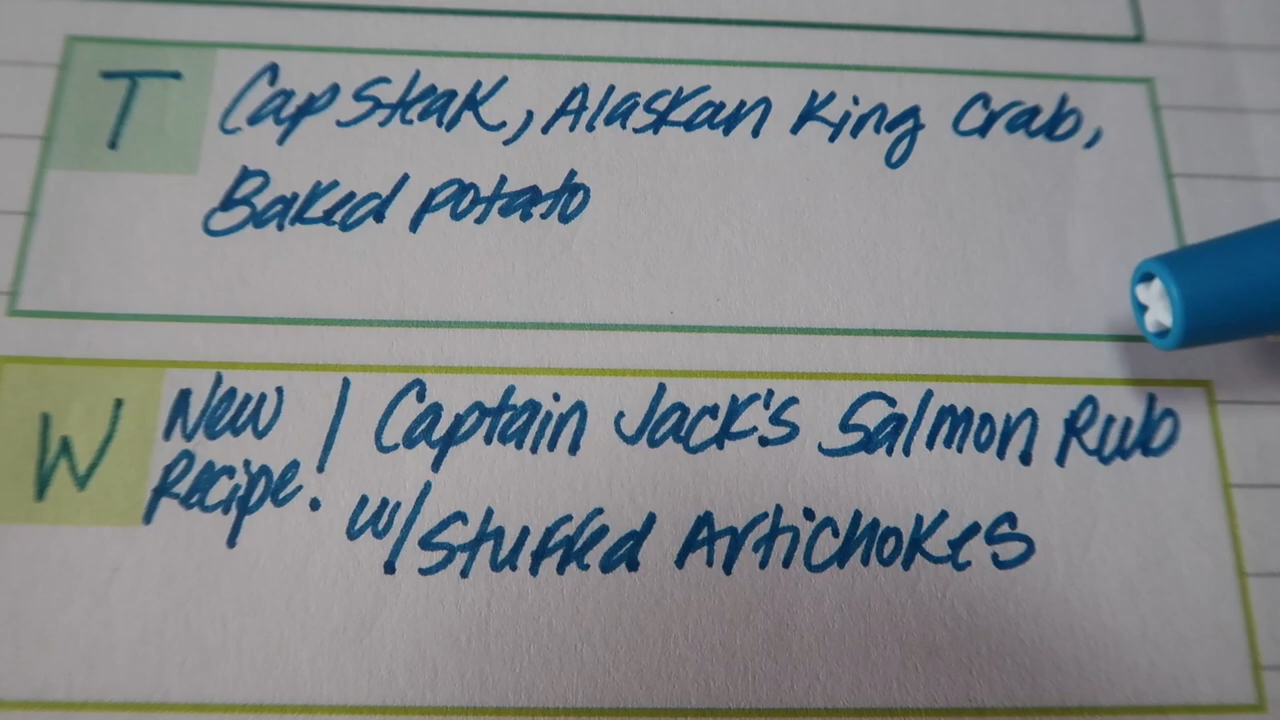 T Cap Steak, Alaskan King Crab,
Baked potato
W New Recipe! Captain Jack's Salmon Rub
w/ Stuffed Artichokes